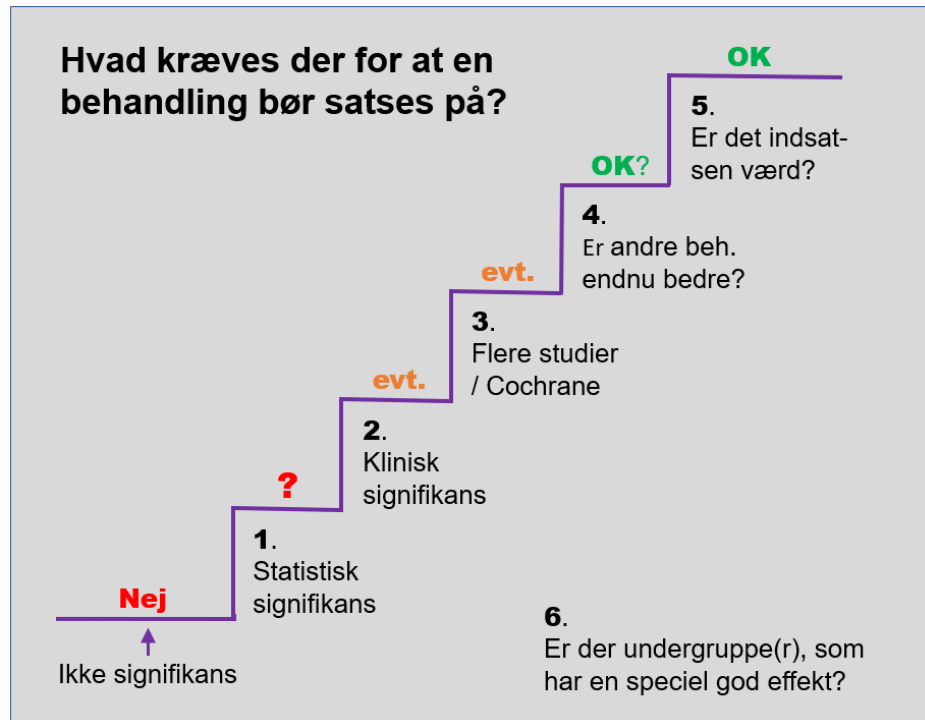 Hvad kræves der for at en
behandling bør satses på?
OK
5.
Er det indsat-
sen værd?
OK?
4.
Er andre beh.
endnu bedre?
evt.
3.
Flere studier
/ Cochrane
evt.
2.
Klinisk
signifikans
?
1.
Statistisk
signifikans
Nej
Ikke signifikans
6.
Er der undergruppe(r), som
har en speciel god effekt?